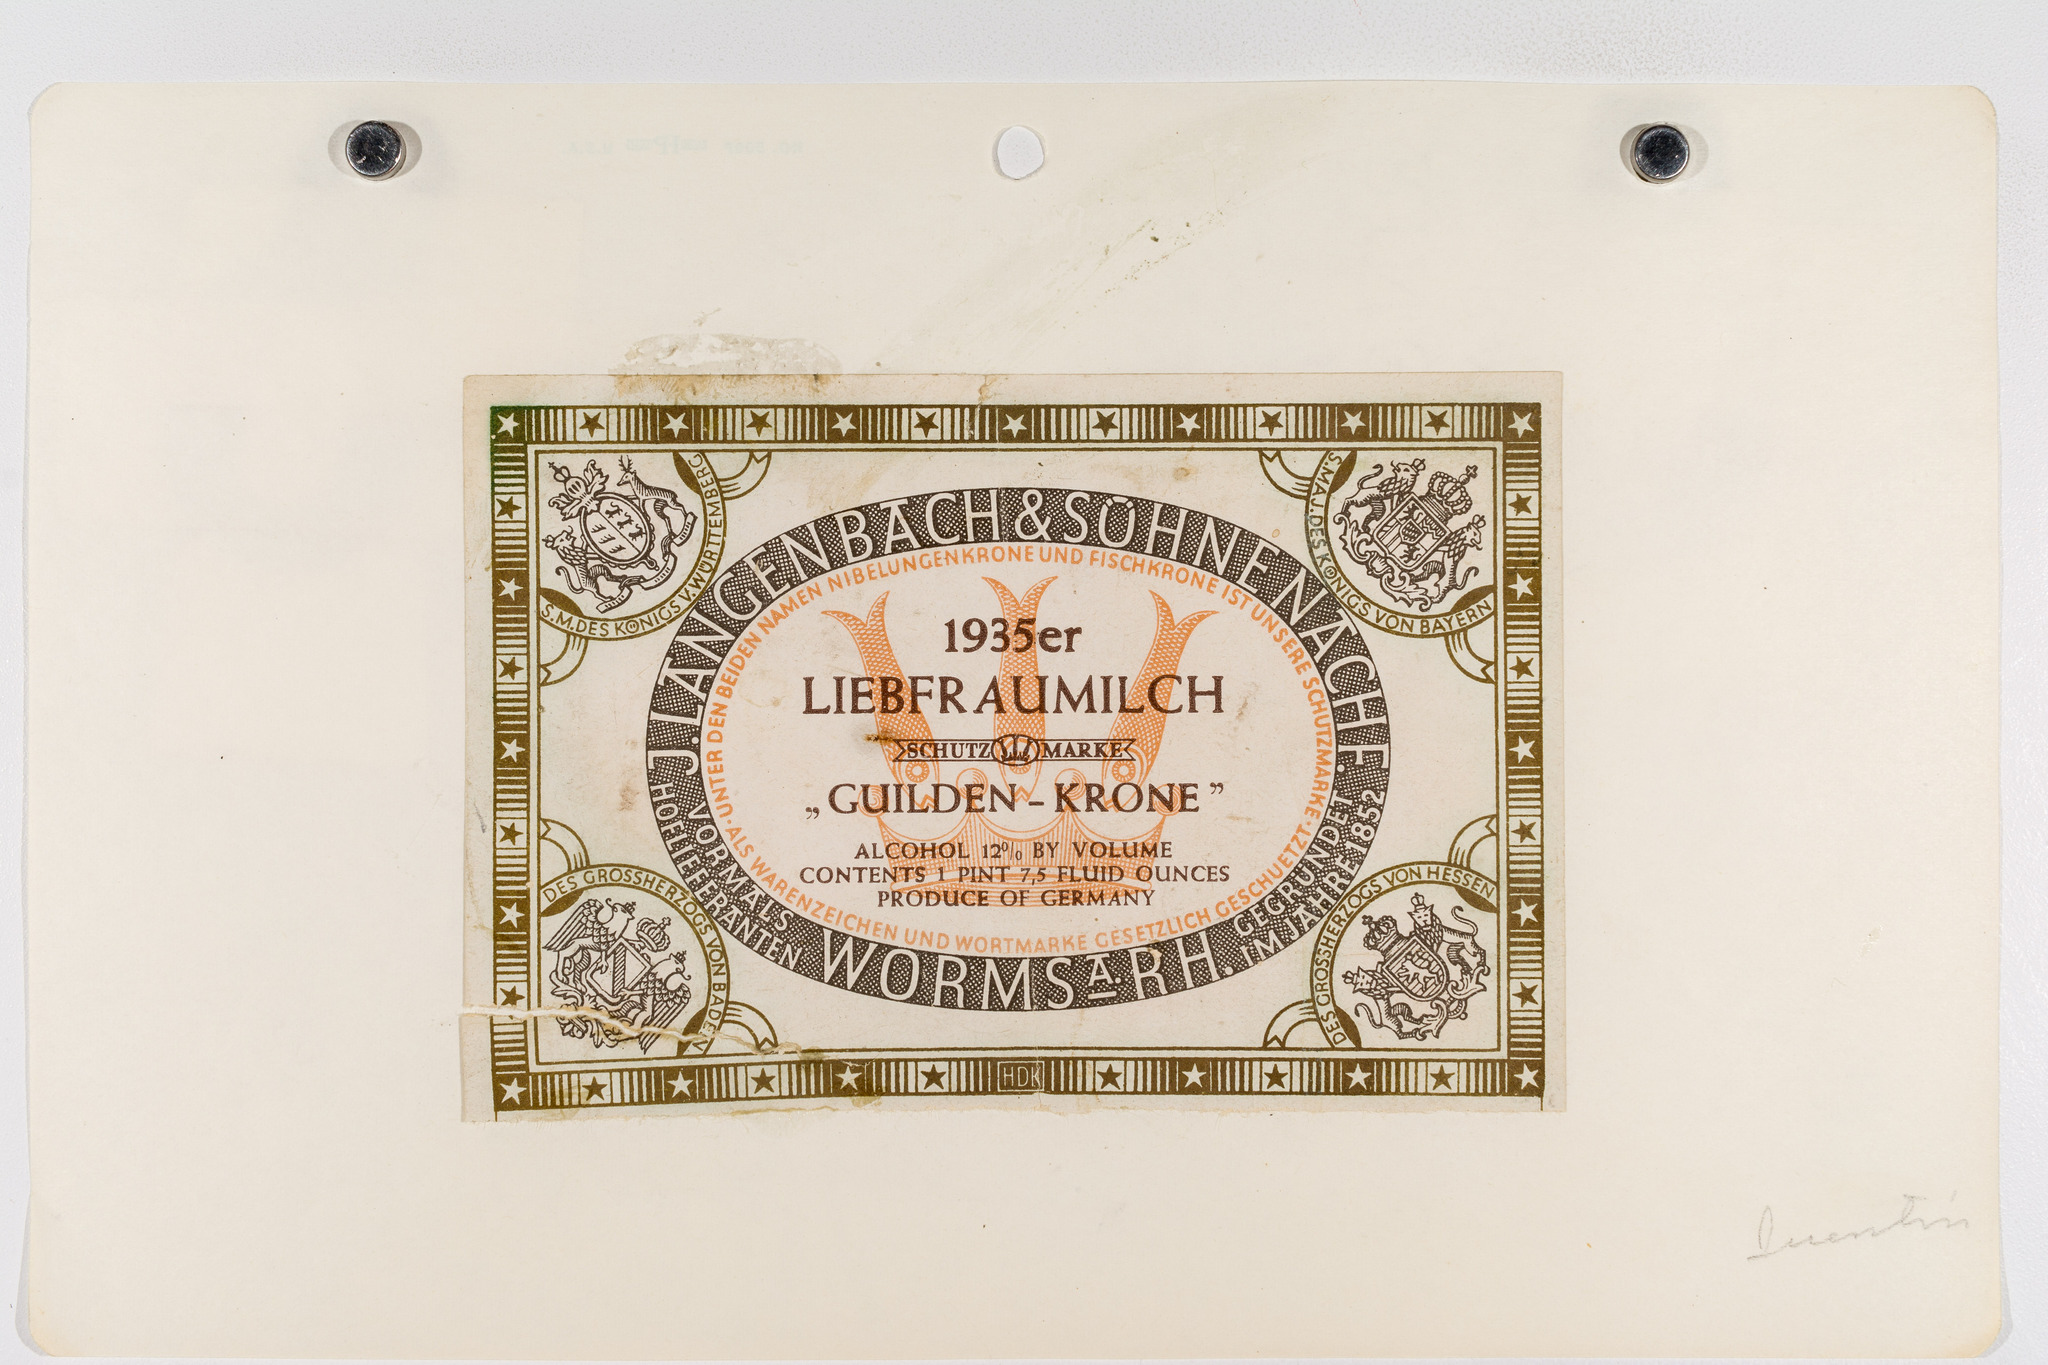 J. LANGENBACH & SÖHNE NACHF.
UNTER DEN BEIDEN NAMEN NIBELUNGENKRONE UND FISCHKRONE IST UNSERE SCHUTZMARKE
S.M. DES KÖNIGS V. WÜRTTEMBERG
S. MAJ. DES KÖNIGS VON BAYERN
1935er
LIEBFRAUMILCH
SCHUTZ MARKE
„GUILDEN-KRONE”
ALCOHOL 12% BY VOLUME
CONTENTS 1 PINT 7,5 FLUID OUNCES
PRODUCE OF GERMANY
ALS WARENZEICHEN UND WORTMARKE GESETZLICH GESCHUETZT
VORMALS
HOFLIEFERANTEN
WORMS A RH.
GEGRÜNDET
IM JAHRE 1852
DES GROSSHERZOGS VON BADEN
DES GROSSHERZOGS VON HESSEN
HDK
Quentin